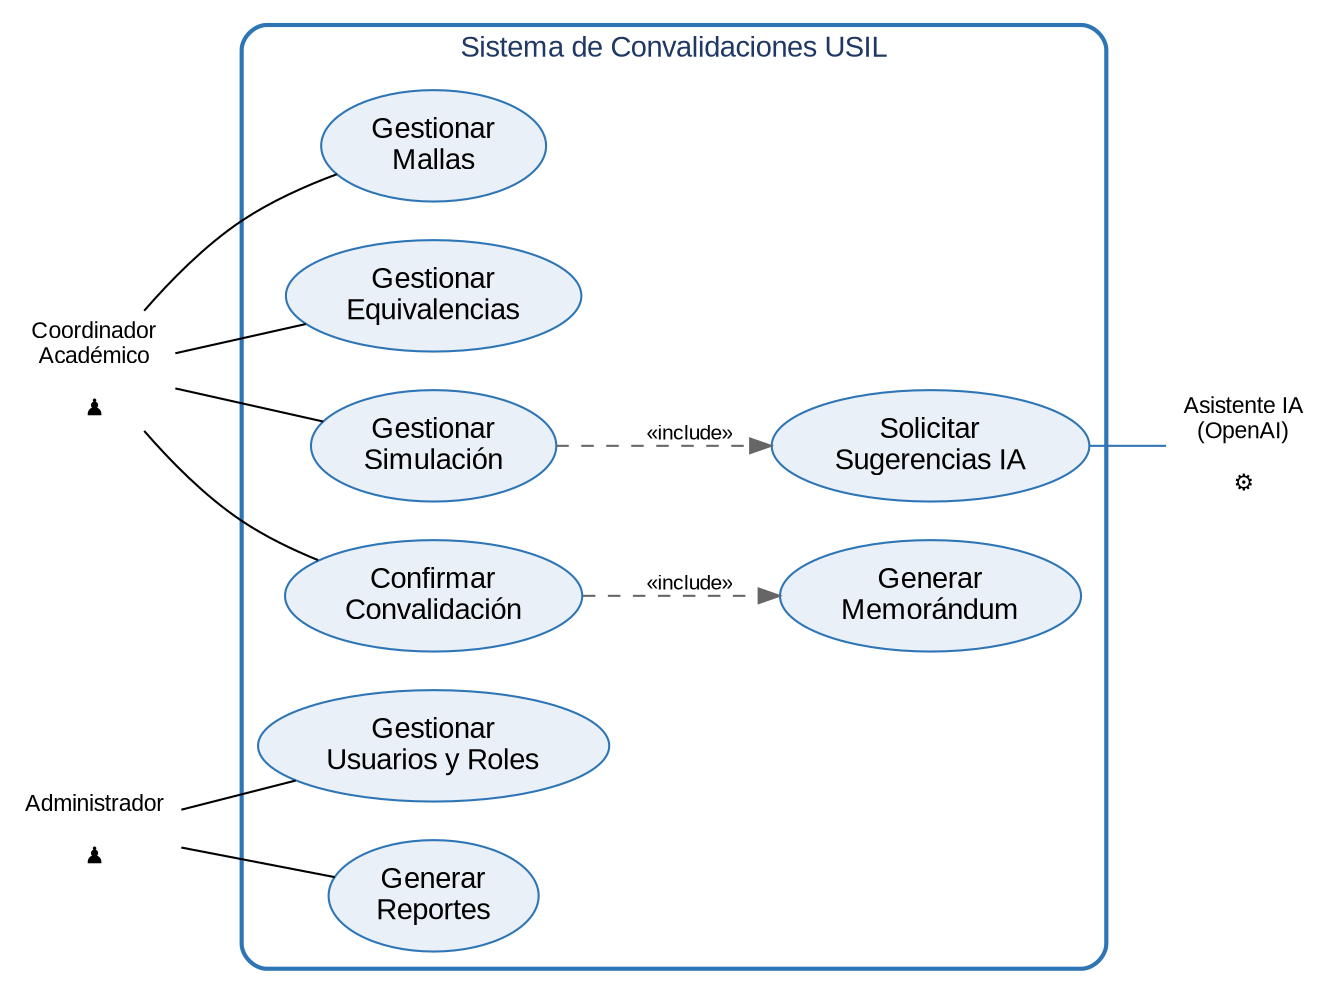 Sistema de Convalidaciones USIL
Gestionar
Mallas
Gestionar
Equivalencias
Coordinador
Académico
Gestionar
Simulación
«include»
Solicitar
Sugerencias IA
Asistente IA
(OpenAI)
Confirmar
Convalidación
«include»
Generar
Memorándum
Gestionar
Usuarios y Roles
Administrador
Generar
Reportes